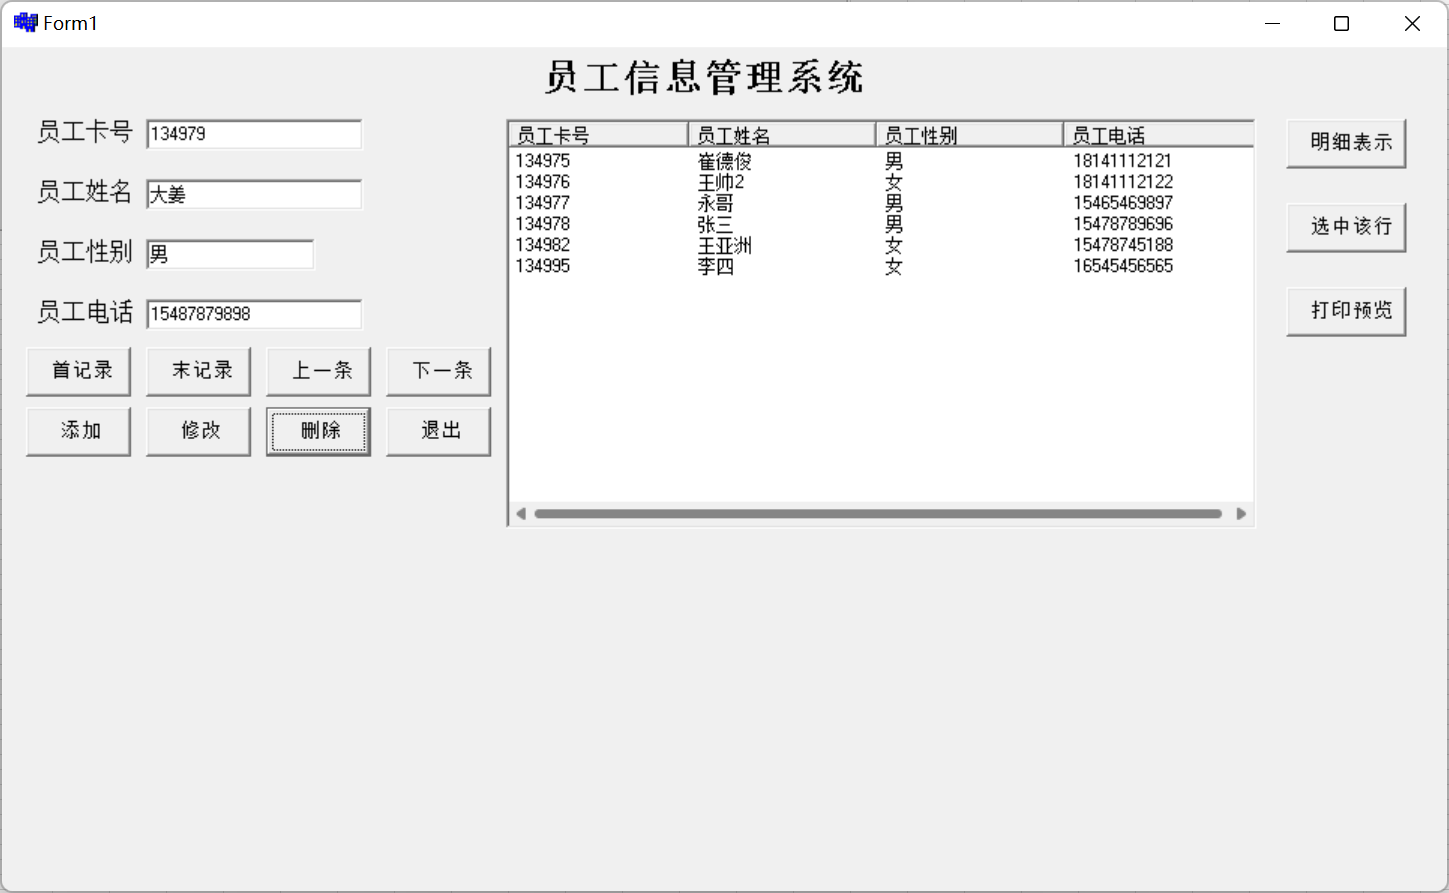 Form1
员工信息管理系统
员工卡号 134979
员工姓名 大姜
员工性别 男
员工电话 15487879898
首记录 末记录 上一条 下一条
添加 修改 删除 退出
员工卡号 员工姓名 员工性别 员工电话
134975 崔德俊 男 18141112121
134976 王帅2 女 18141112122
134977 永哥 男 15465469897
134978 张三 男 15478789696
134982 王亚洲 女 15478745188
134995 李四 女 16545456565
明细表示
选中该行
打印预览